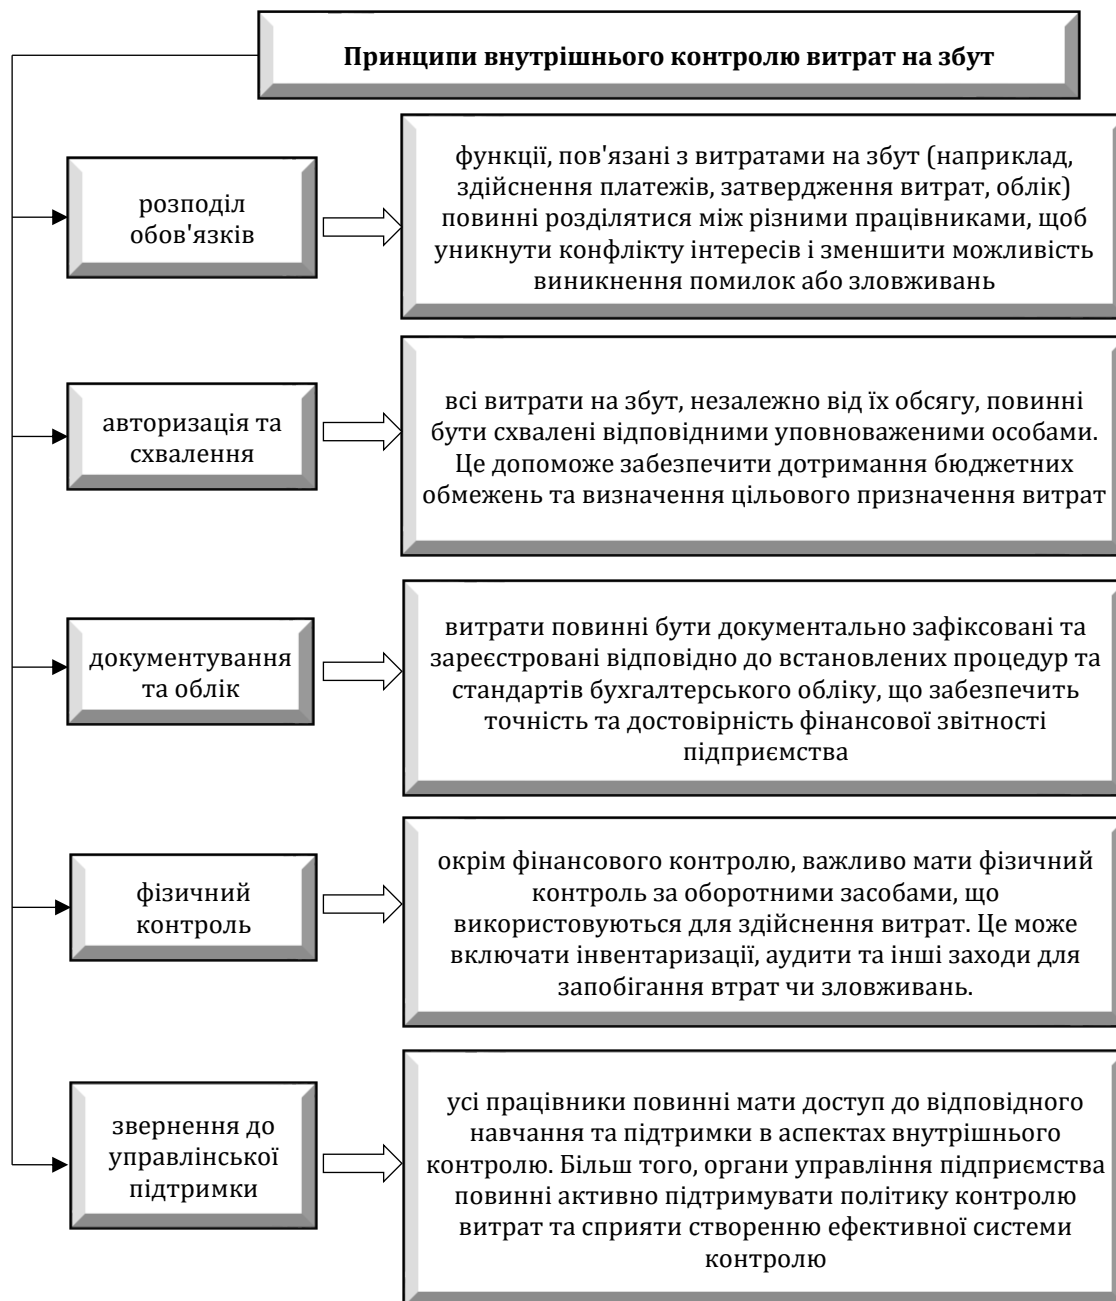 Принципи внутрішнього контролю витрат на збут
розподіл
обов'язків
функції, пов'язані з витратами на збут (наприклад,
здійснення платежів, затвердження витрат, облік)
повинні розділятися між різними працівниками, щоб
уникнути конфлікту інтересів і зменшити можливість
виникнення помилок або зловживань
авторизація та
схвалення
всі витрати на збут, незалежно від їх обсягу, повинні
бути схвалені відповідними уповноваженими особами.
Це допоможе забезпечити дотримання бюджетних
обмежень та визначення цільового призначення витрат
документування
та облік
витрати повинні бути документально зафіксовані та
зареєстровані відповідно до встановлених процедур та
стандартів бухгалтерського обліку, що забезпечить
точність та достовірність фінансової звітності
підприємства
фізичний
контроль
окрім фінансового контролю, важливо мати фізичний
контроль за оборотними засобами, що
використовуються для здійснення витрат. Це може
включати інвентаризації, аудити та інші заходи для
запобігання втрат чи зловживань.
звернення до
управлінської
підтримки
усі працівники повинні мати доступ до відповідного
навчання та підтримки в аспектах внутрішнього
контролю. Більш того, органи управління підприємства
повинні активно підтримувати політику контролю
витрат та сприяти створенню ефективної системи
контролю